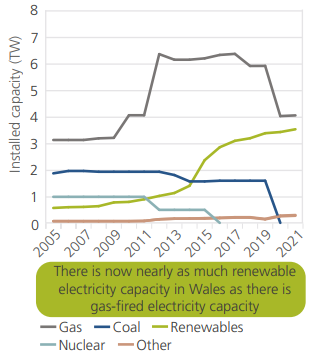 8
7
6
5
4
3
2
1
0
Installed capacity (TW)
2005
2007
2009
2011
2013
2015
2017
2019
2021
There is now nearly as much renewable
electricity capacity in Wales as there is
gas-fired electricity capacity
Gas
Coal
Renewables
Nuclear
Other